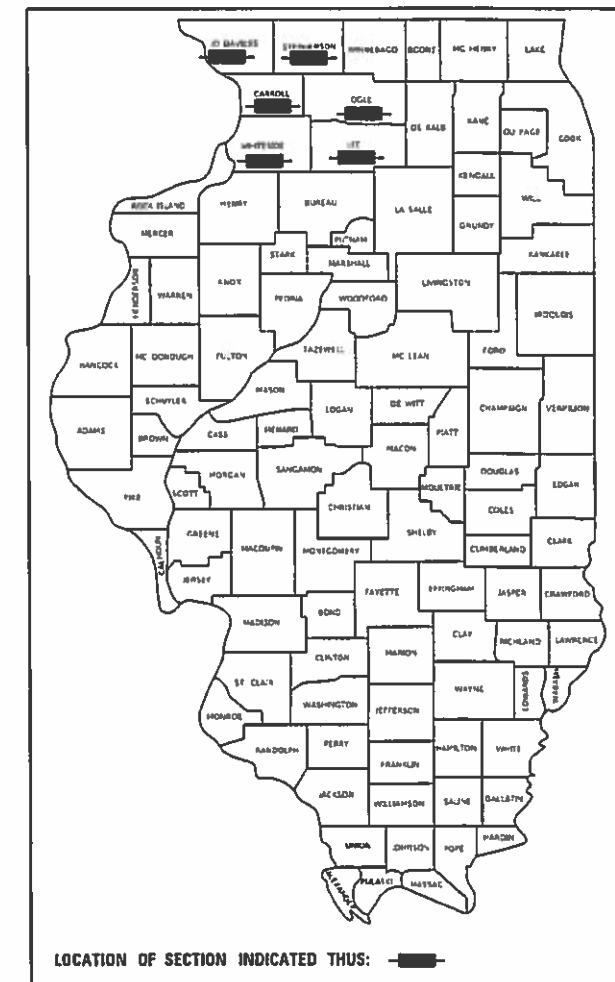 JO DAVIESS STEPHENSON WINNEBAGO BOONE MC HENRY LAKE
CARROLL OGLE DE KALB KANE DU PAGE COOK
WHITESIDE LEE KENDALL WILL
ROCK ISLAND HENRY BUREAU LA SALLE GRUNDY
MERCER PUTNAM KANKAKEE
STARK MARSHALL
HENDERSON WARREN KNOX PEORIA WOODFORD LIVINGSTON IROQUOIS
HANCOCK MC DONOUGH FULTON TAZEWELL MC LEAN FORD
SCHUYLER MASON LOGAN DE WITT CHAMPAIGN VERMILION
ADAMS BROWN CASS MENARD MACON PIATT
MORGAN SANGAMON DOUGLAS EDGAR
PIKE SCOTT CHRISTIAN MOULTRIE COLES
CALHOUN GREENE MACOUPIN MONTGOMERY SHELBY CUMBERLAND CLARK
JERSEY FAYETTE EFFINGHAM JASPER CRAWFORD
MADISON BOND CLAY RICHLAND LAWRENCE
CLINTON MARION
ST. CLAIR WASHINGTON JEFFERSON WAYNE EDWARDS WABASH
MONROE
RANDOLPH PERRY FRANKLIN HAMILTON WHITE
JACKSON WILLIAMSON SALINE GALLATIN
UNION JOHNSON POPE HARDIN
ALEXANDER PULASKI MASSAC
LOCATION OF SECTION INDICATED THUS: